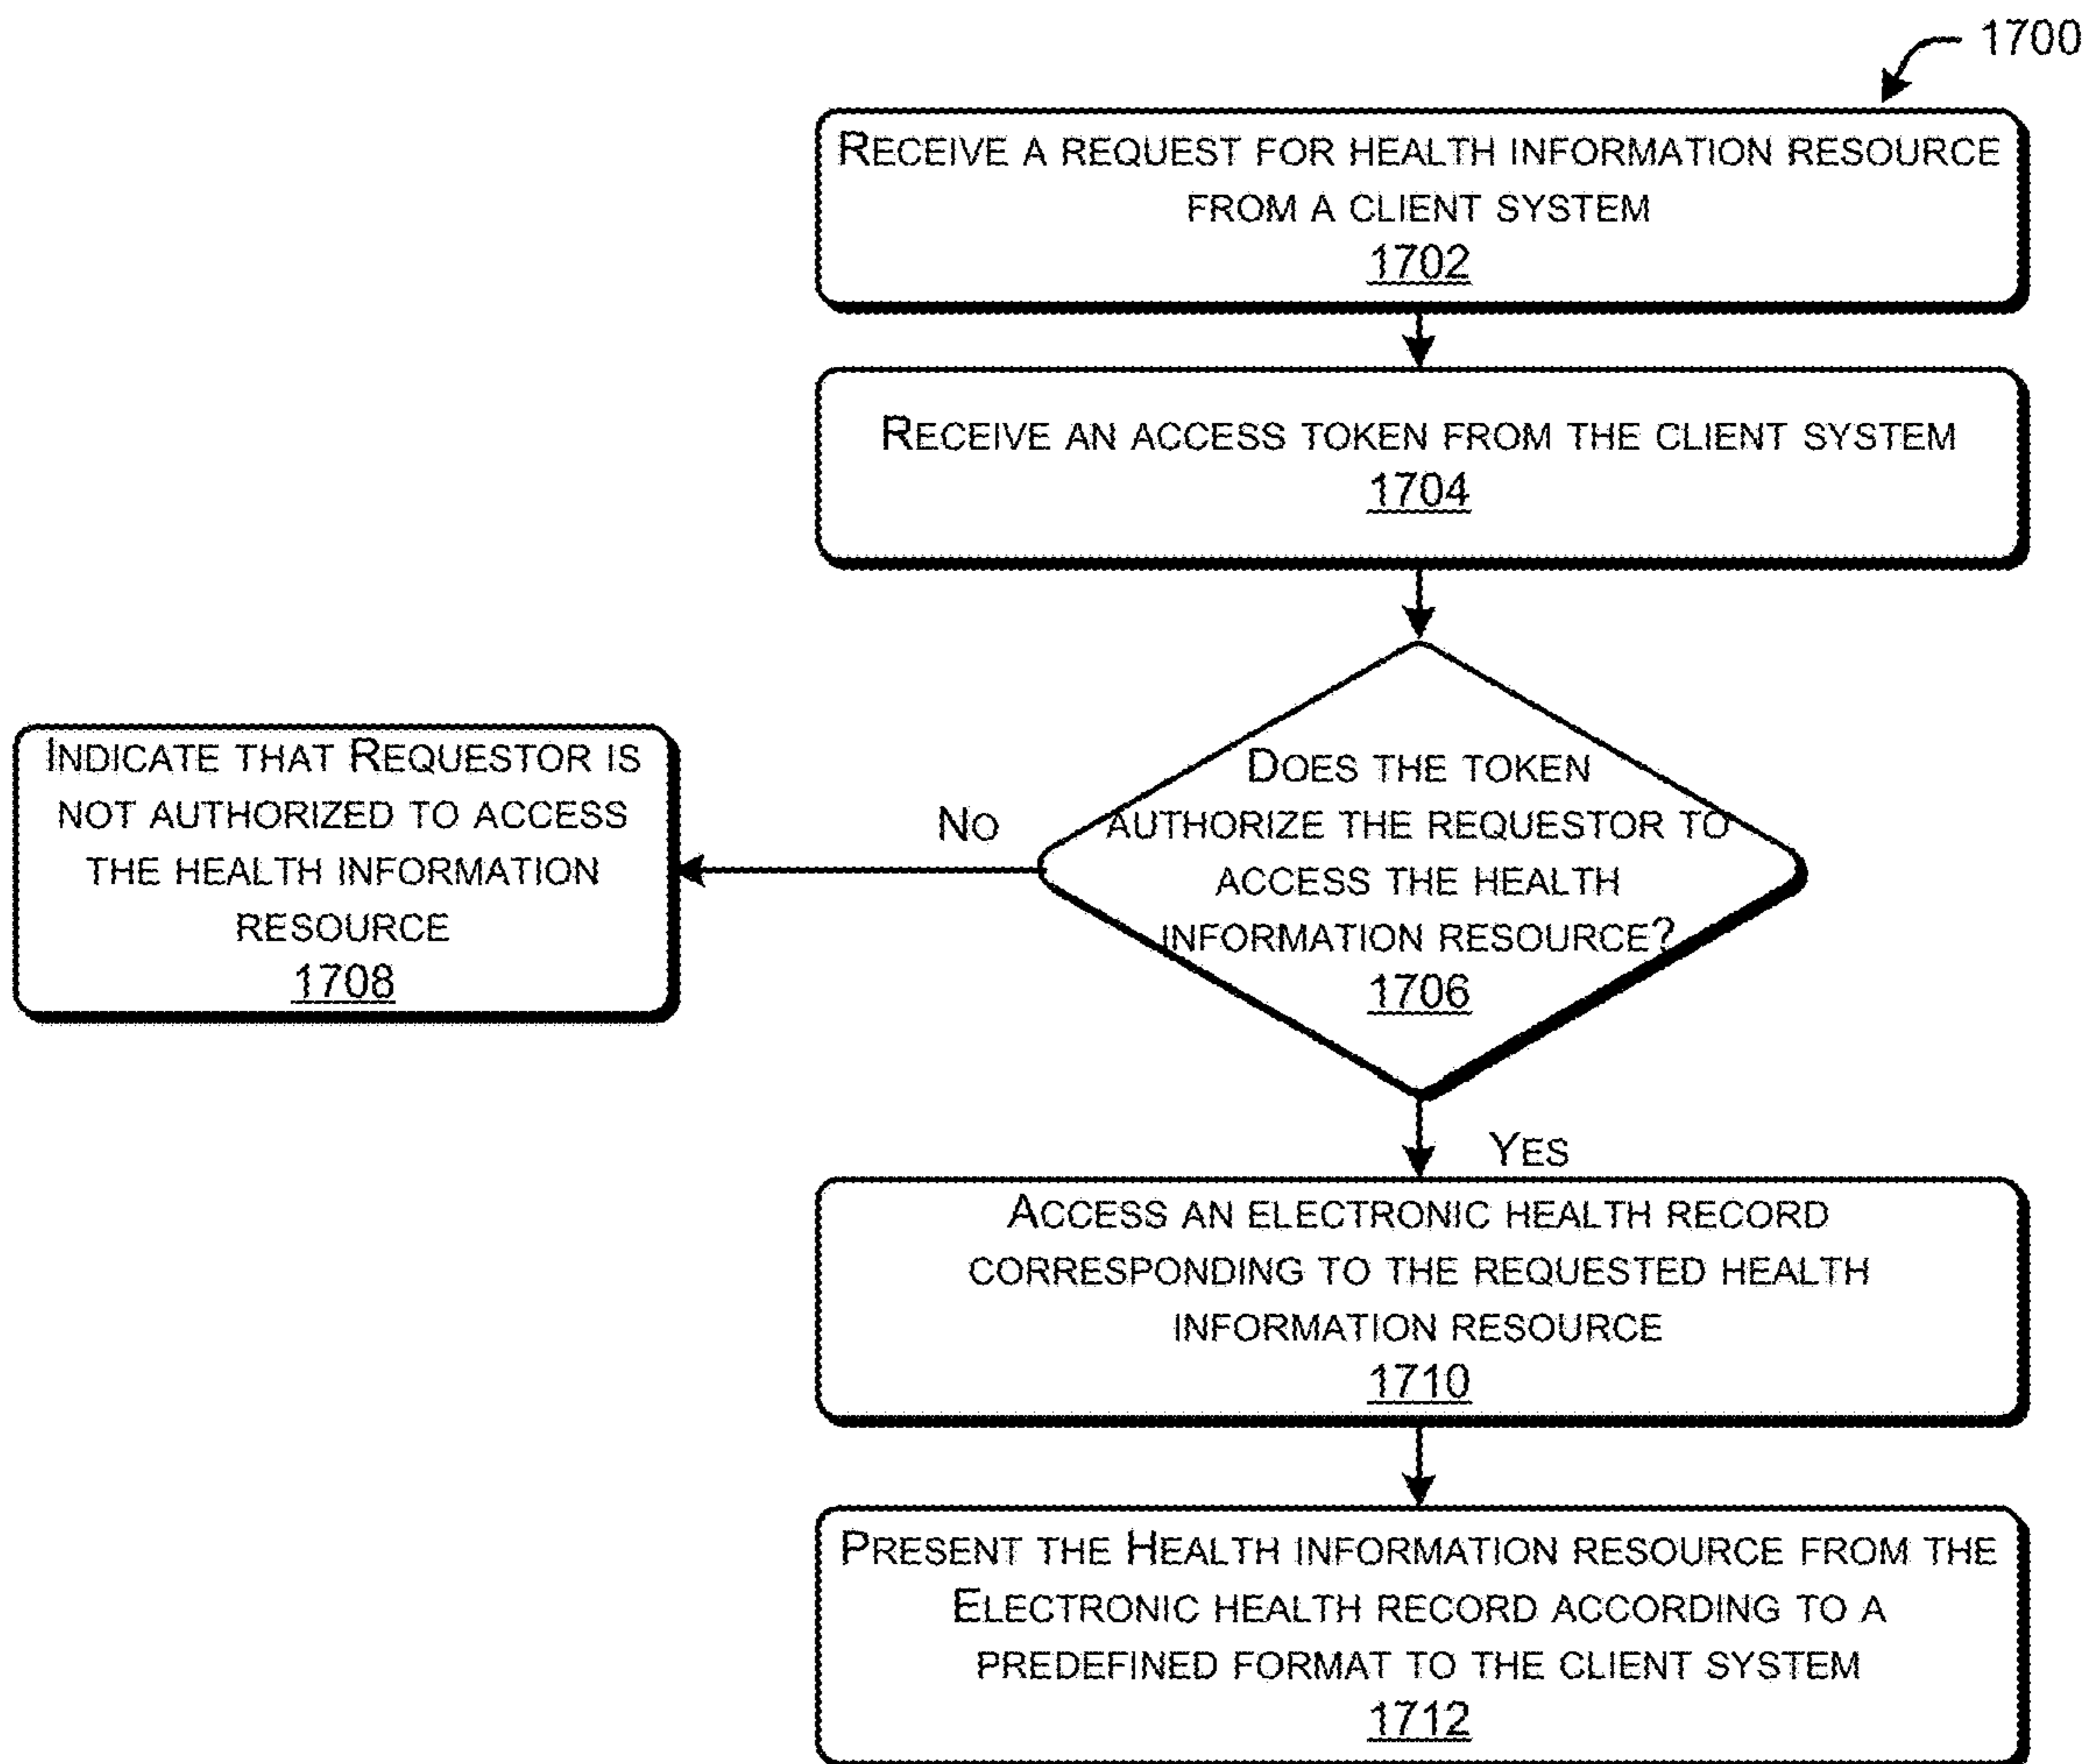 1700
RECEIVE A REQUEST FOR HEALTH INFORMATION RESOURCE
FROM A CLIENT SYSTEM
1702
RECEIVE AN ACCESS TOKEN FROM THE CLIENT SYSTEM
1704
DOES THE TOKEN
AUTHORIZE THE REQUESTOR TO
ACCESS THE HEALTH
INFORMATION RESOURCE?
1706
NO
INDICATE THAT REQUESTOR IS
NOT AUTHORIZED TO ACCESS
THE HEALTH INFORMATION
RESOURCE
1708
YES
ACCESS AN ELECTRONIC HEALTH RECORD
CORRESPONDING TO THE REQUESTED HEALTH
INFORMATION RESOURCE
1710
PRESENT THE HEALTH INFORMATION RESOURCE FROM THE
ELECTRONIC HEALTH RECORD ACCORDING TO A
PREDEFINED FORMAT TO THE CLIENT SYSTEM
1712